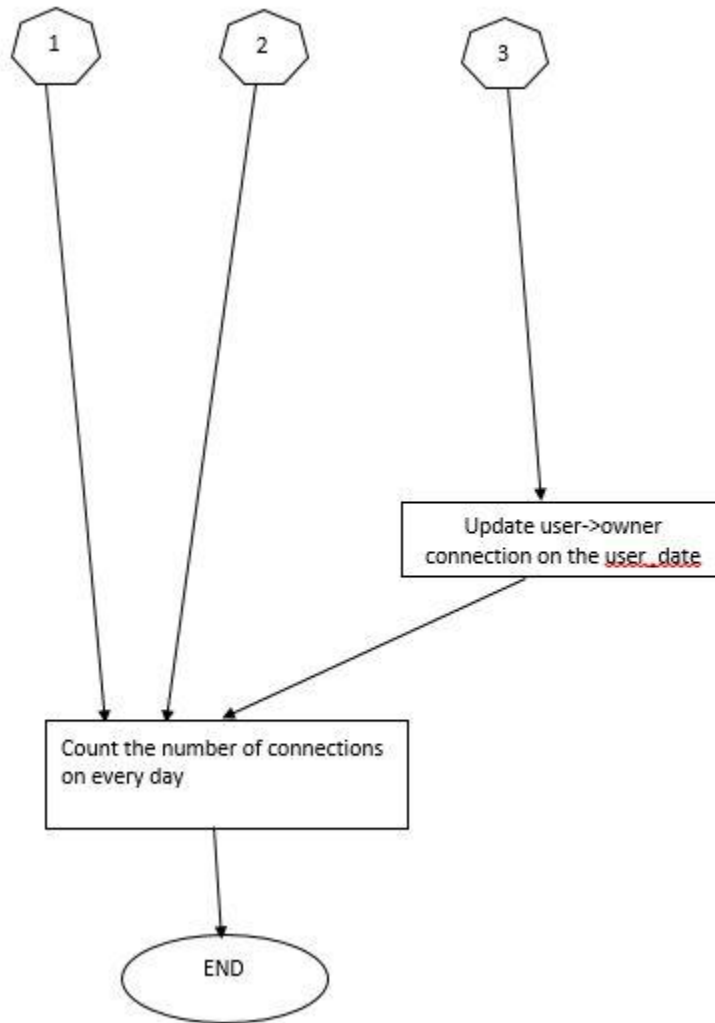 1
2
3
Update user->owner
connection on the user_date
Count the number of connections
on every day
END